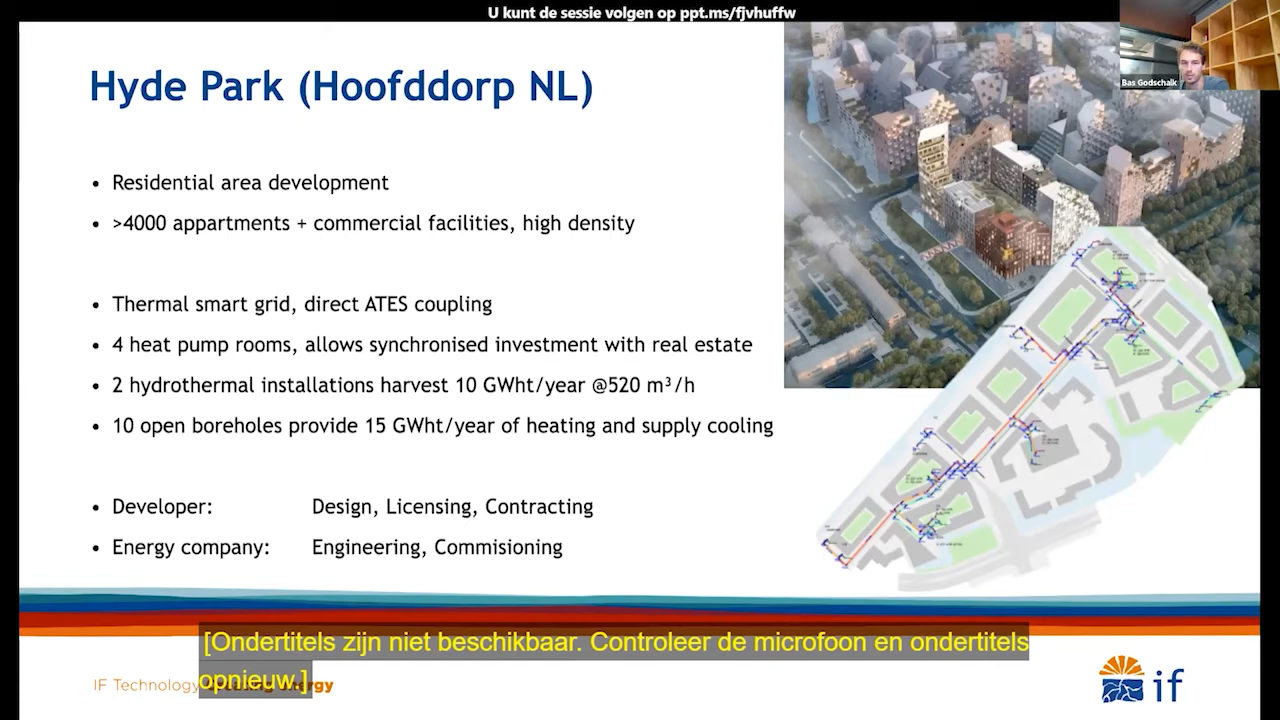 U kunt de sessie volgen op ppt.ms/fjvhuffw
Bas Godschalk
Hyde Park (Hoofddorp NL)
• Residential area development
• >4000 appartments + commercial facilities, high density
• Thermal smart grid, direct ATES coupling
• 4 heat pump rooms, allows synchronised investment with real estate
• 2 hydrothermal installations harvest 10 GWht/year @520 m³/h
• 10 open boreholes provide 15 GWht/year of heating and supply cooling
• Developer: Design, Licensing, Contracting
• Energy company: Engineering, Commisioning
[Ondertitels zijn niet beschikbaar. Controleer de microfoon en ondertitels
opnieuw.]
IF Technology
if